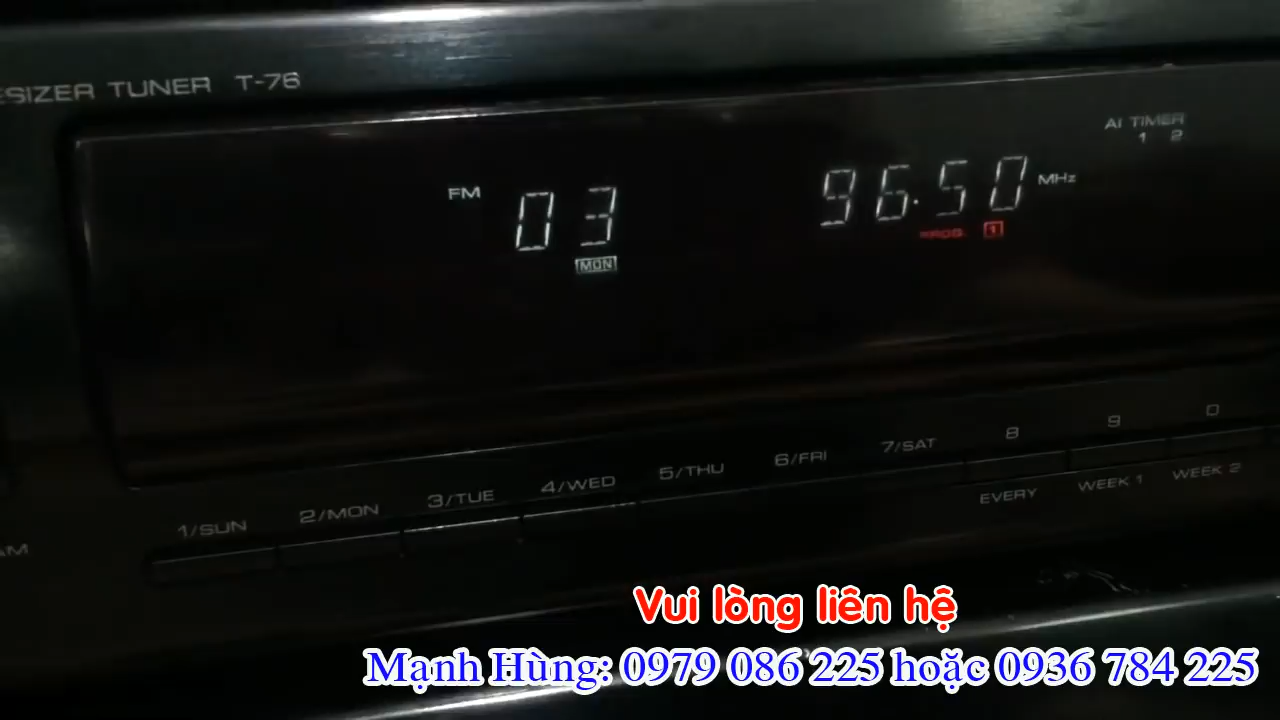 ESIZER TUNER T-76
AI TIMER
1 2
FM 03 96.50 MHz
MON
PROG. 1
1/SUN 2/MON 3/TUE 4/WED 5/THU 6/FRI 7/SAT 8 9 0
EVERY WEEK 1 WEEK 2
AM
Vui lòng liên hệ
Mạnh Hùng: 0979 086 225 hoặc 0936 784 225